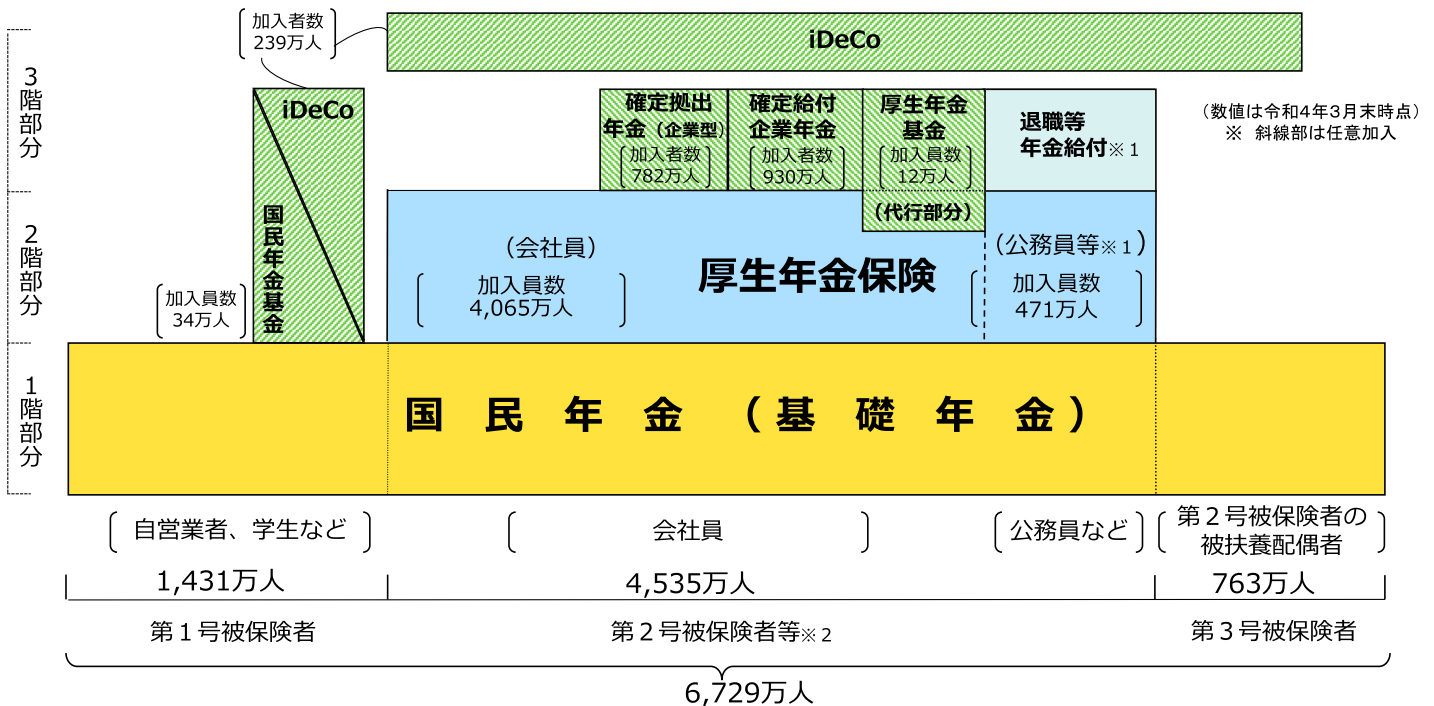 加入者数
239万人
iDeCo
3階部分
iDeCo
国民年金基金
確定拠出
年金（企業型）
加入者数
782万人
確定給付
企業年金
加入者数
930万人
厚生年金
基金
加入員数
12万人
（代行部分）
退職等
年金給付※１
（数値は令和4年3月末時点）
※　斜線部は任意加入
2階部分
加入員数
34万人
（会社員）
加入員数
4,065万人
厚生年金保険
（公務員等※１）
加入員数
471万人
1階部分
国　民　年　金　（基　礎　年　金）
自営業者、学生など
会社員
公務員など
第２号被保険者の
被扶養配偶者
1,431万人
4,535万人
763万人
第１号被保険者
第２号被保険者等※２
第３号被保険者
6,729万人